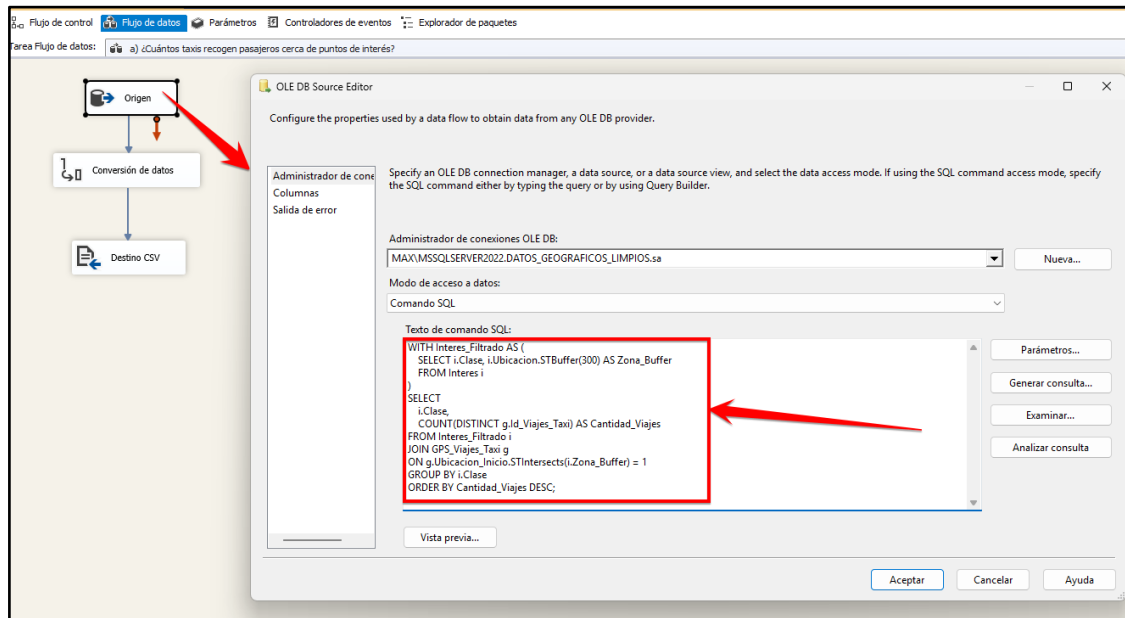 Flujo de control Flujo de datos Parámetros Controladores de eventos Explorador de paquetes
Tarea Flujo de datos: a) ¿Cuántos taxis recogen pasajeros cerca de puntos de interés?
Origen
Conversión de datos
Destino CSV
OLE DB Source Editor
Configure the properties used by a data flow to obtain data from any OLE DB provider.
Administrador de cone
Columnas
Salida de error
Specify an OLE DB connection manager, a data source, or a data source view, and select the data access mode. If using the SQL command access mode, specify
the SQL command either by typing the query or by using Query Builder.
Administrador de conexiones OLE DB:
MAX\MSSQLSERVER2022.DATOS_GEOGRAFICOS_LIMPIOS.sa
Nueva...
Modo de acceso a datos:
Comando SQL
Texto de comando SQL:
WITH Interes_Filtrado AS (
SELECT i.Clase, i.Ubicacion.STBuffer(300) AS Zona_Buffer
FROM Interes i
)
SELECT
i.Clase,
COUNT(DISTINCT g.Id_Viajes_Taxi) AS Cantidad_Viajes
FROM Interes_Filtrado i
JOIN GPS_Viajes_Taxi g
ON g.Ubicacion_Inicio.STIntersects(i.Zona_Buffer) = 1
GROUP BY i.Clase
ORDER BY Cantidad_Viajes DESC;
Parámetros...
Generar consulta...
Examinar...
Analizar consulta
Vista previa...
Aceptar Cancelar Ayuda